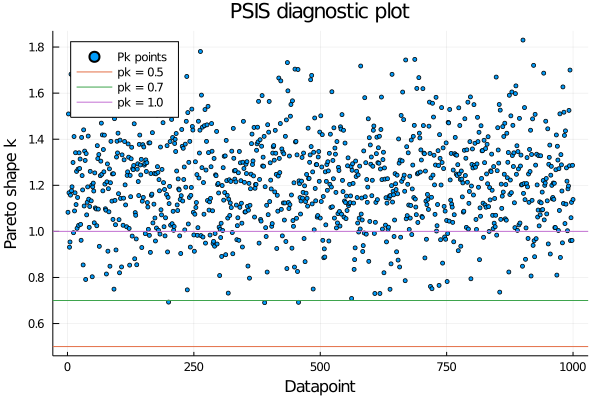 PSIS diagnostic plot
Pk points
pk = 0.5
pk = 0.7
pk = 1.0
Pareto shape k
1.8
1.6
1.4
1.2
1.0
0.8
0.6
0
250
500
750
1000
Datapoint